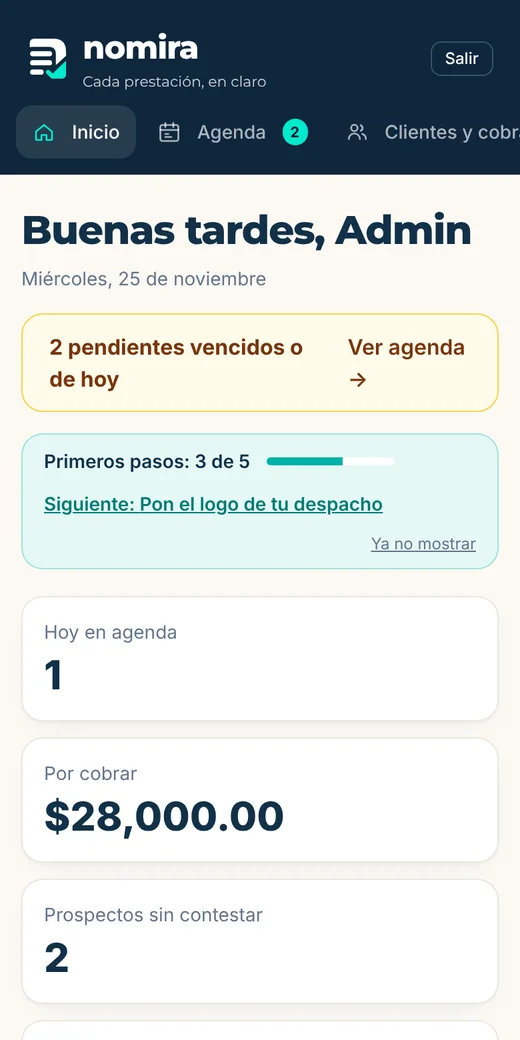 nomira
Cada prestación, en claro
Salir
Inicio
Agenda
2
Clientes y cobr
Buenas tardes, Admin
Miércoles, 25 de noviembre
2 pendientes vencidos o
de hoy
Ver agenda
→
Primeros pasos: 3 de 5
Siguiente: Pon el logo de tu despacho
Ya no mostrar
Hoy en agenda
1
Por cobrar
$28,000.00
Prospectos sin contestar
2